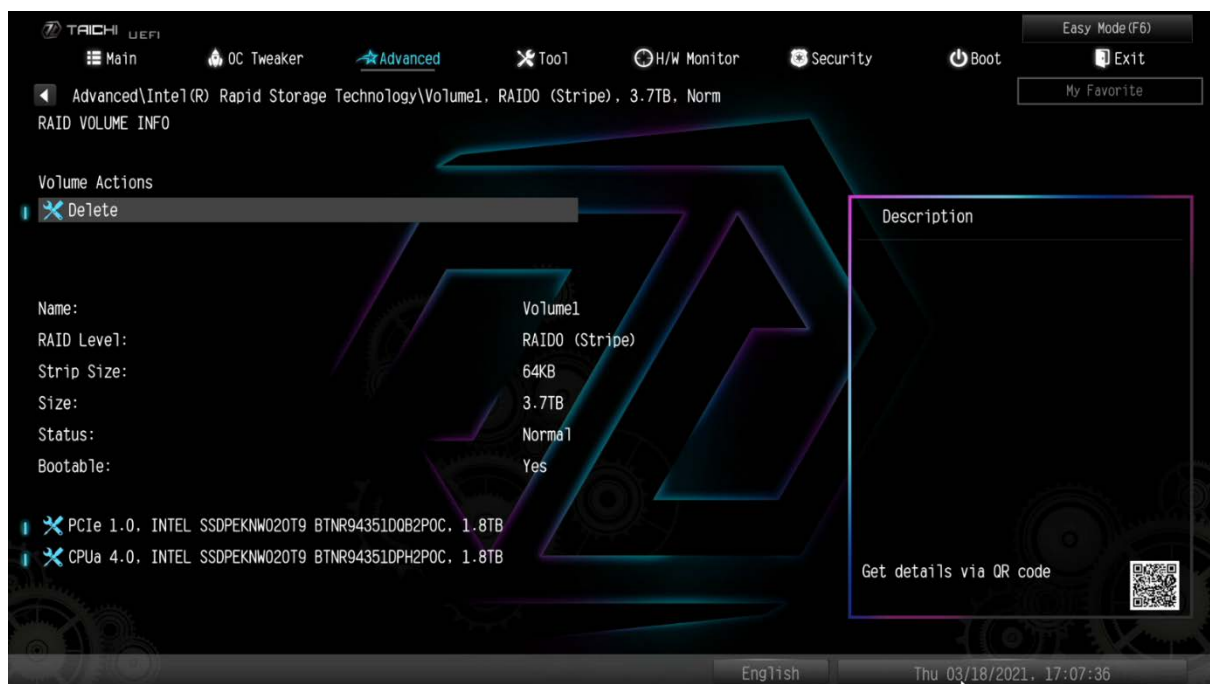 TAICHI UEFI
Easy Mode(F6)
Main OC Tweaker Advanced Tool H/W Monitor Security Boot Exit
Advanced\Intel(R) Rapid Storage Technology\Volume1, RAID0 (Stripe), 3.7TB, Norm
My Favorite
RAID VOLUME INFO
Volume Actions
Delete
Description
Name: Volume1
RAID Level: RAID0 (Stripe)
Strip Size: 64KB
Size: 3.7TB
Status: Normal
Bootable: Yes
PCIe 1.0, INTEL SSDPEKNW020T9 BTNR94351DQB2P0C, 1.8TB
CPUa 4.0, INTEL SSDPEKNW020T9 BTNR94351DPH2P0C, 1.8TB
Get details via QR code
English Thu 03/18/2021, 17:07:36